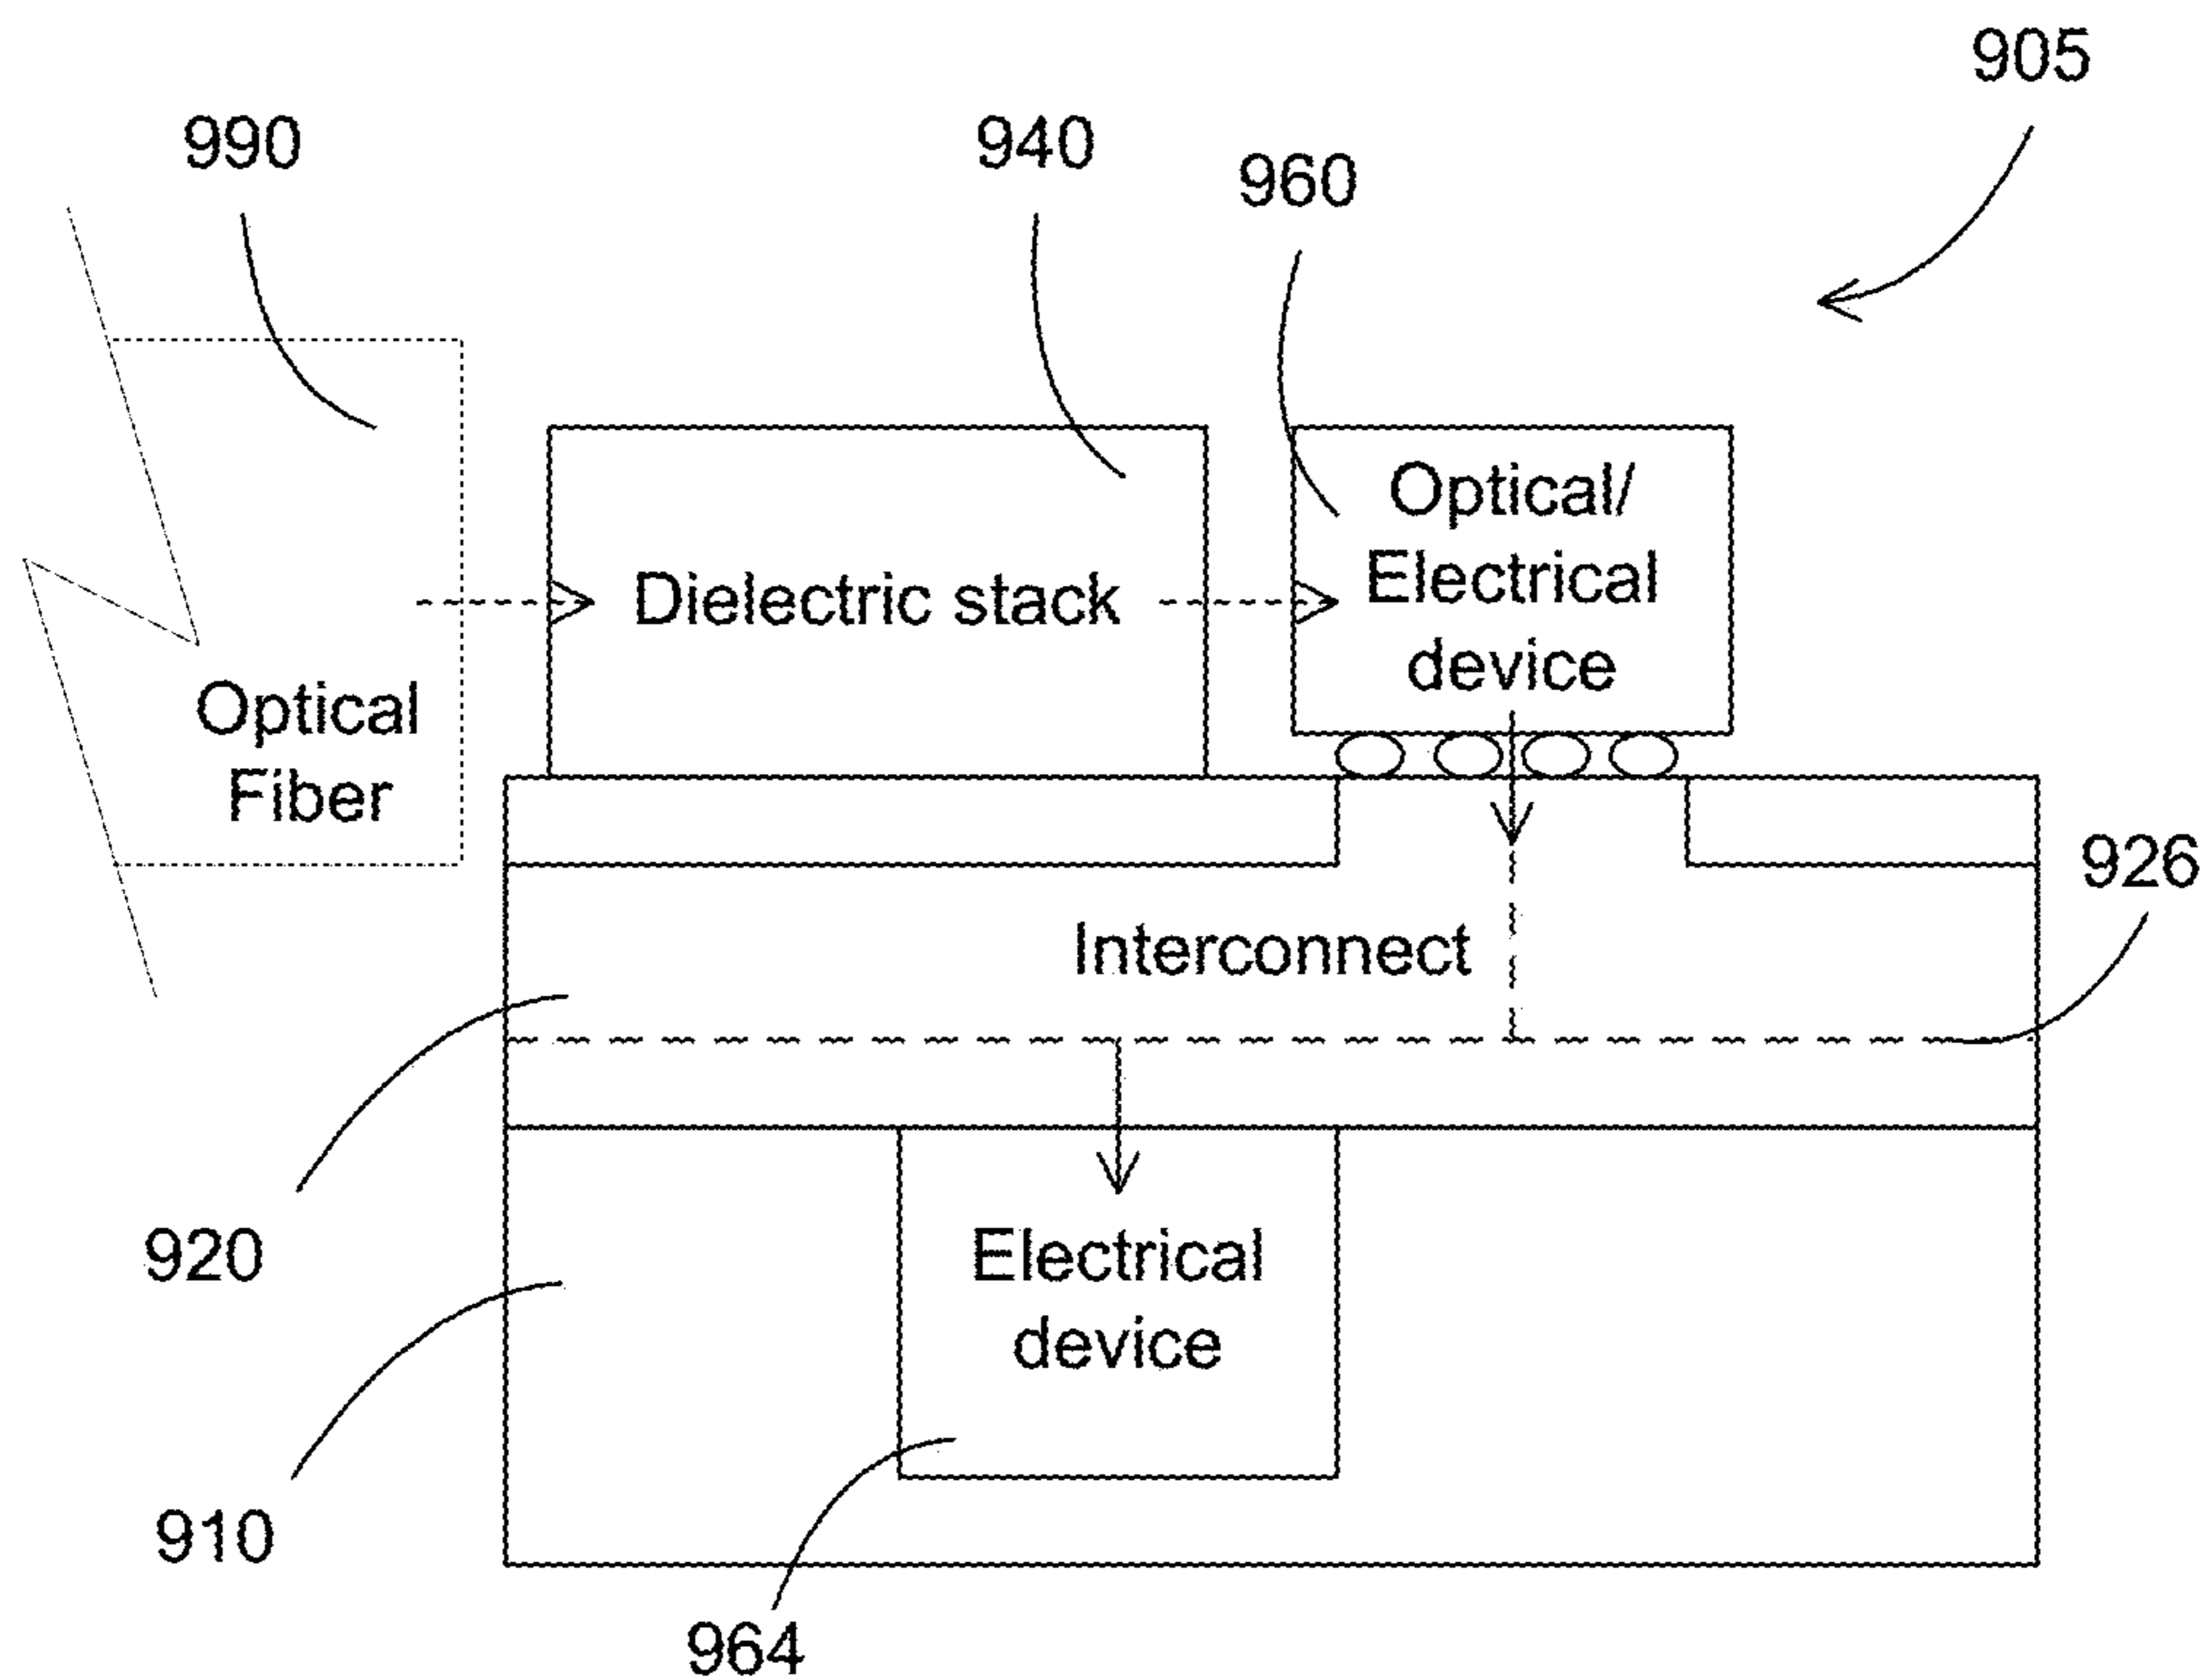 905
990
940
960
Optical/
Electrical
device
Dielectric stack
Optical
Fiber
926
Interconnect
920
Electrical
device
910
964